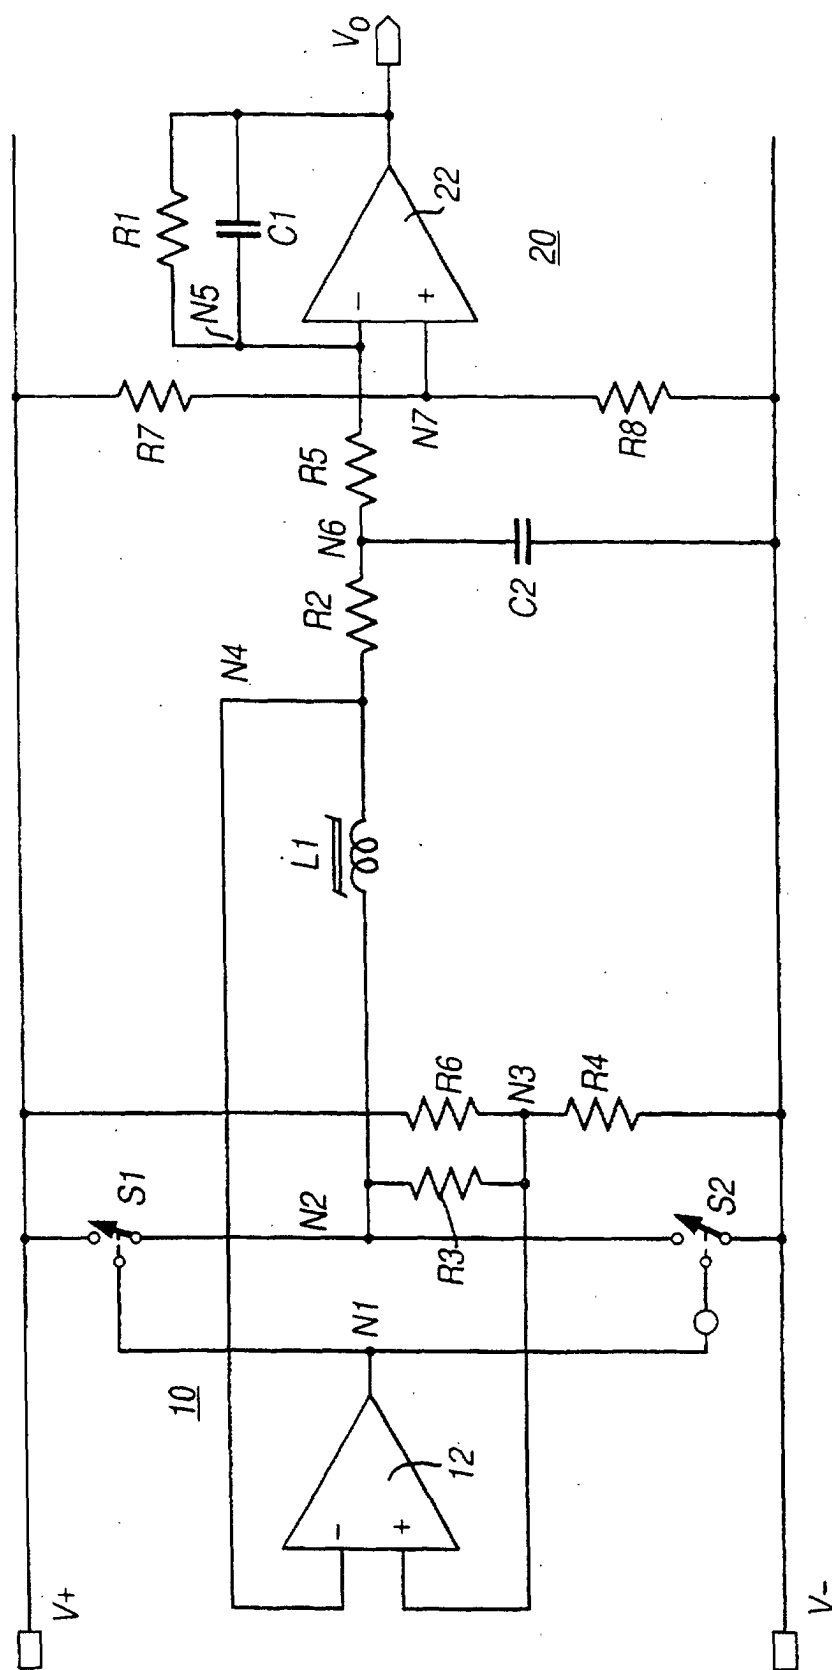 V+
V-
10
12
-
+
N1
S1
N2
S2
R3
R6
N3
R4
L1
N4
R2
N6
R5
C2
R7
N7
R8
N5
R1
C1
-
+
22
20
Vo